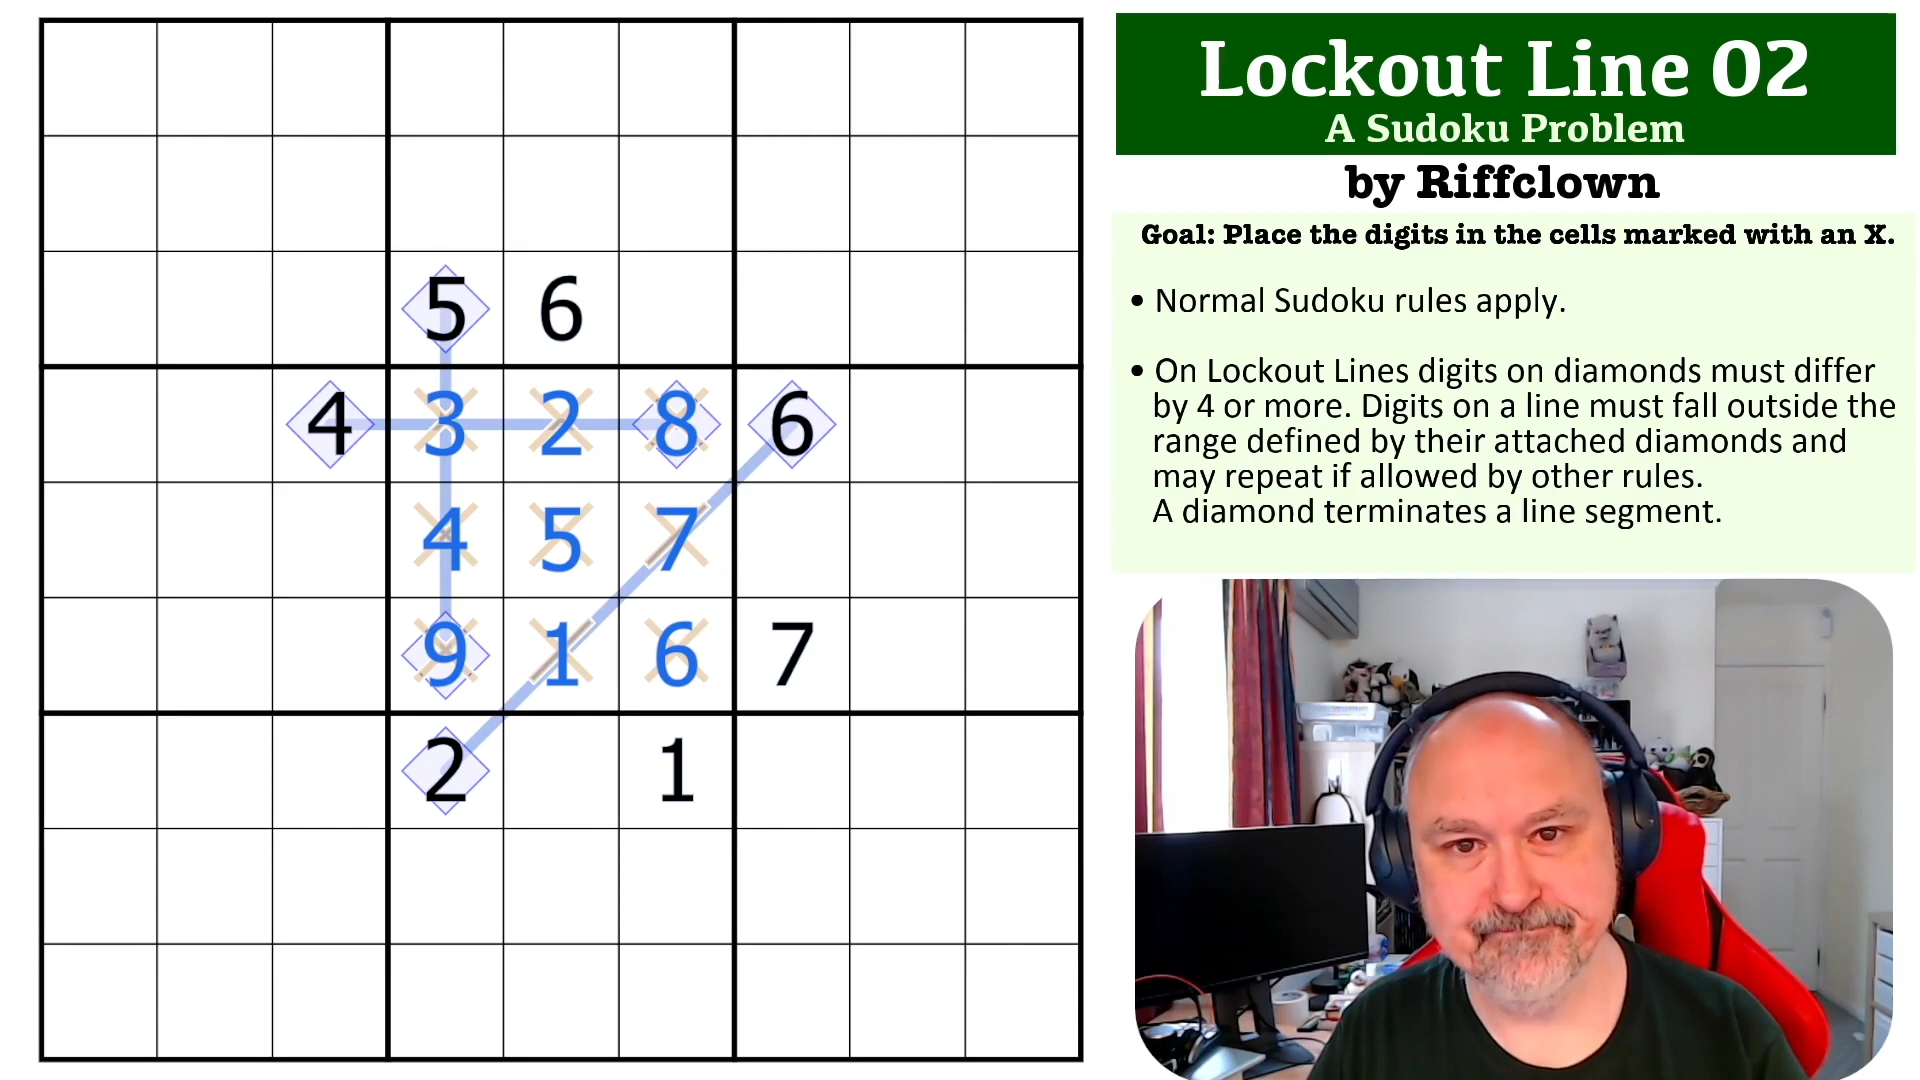 Lockout Line 02
A Sudoku Problem
by Riffclown
Goal: Place the digits in the cells marked with an X.
• Normal Sudoku rules apply.
• On Lockout Lines digits on diamonds must differ
by 4 or more. Digits on a line must fall outside the
range defined by their attached diamonds and
may repeat if allowed by other rules.
A diamond terminates a line segment.
5 6
4 3 2 8 6
4 5 7
9 1 6 7
2 1